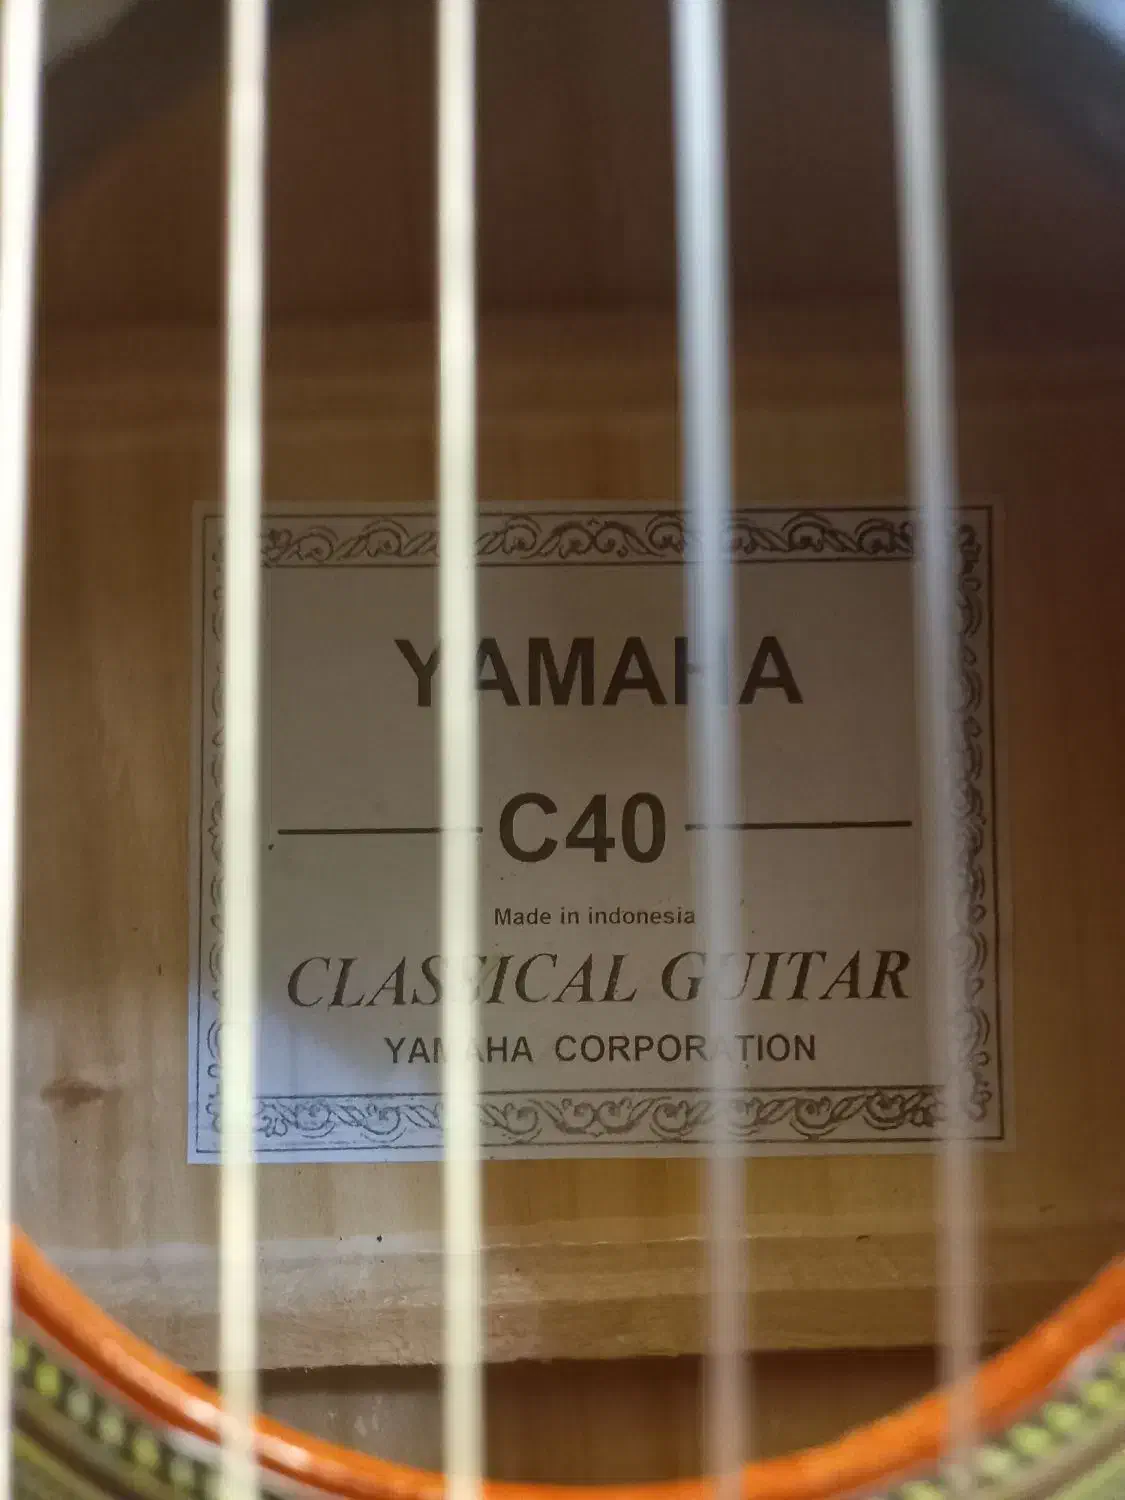 YAMAHA
C40
Made in indonesia
CLASSICAL GUITAR
YAMAHA CORPORATION